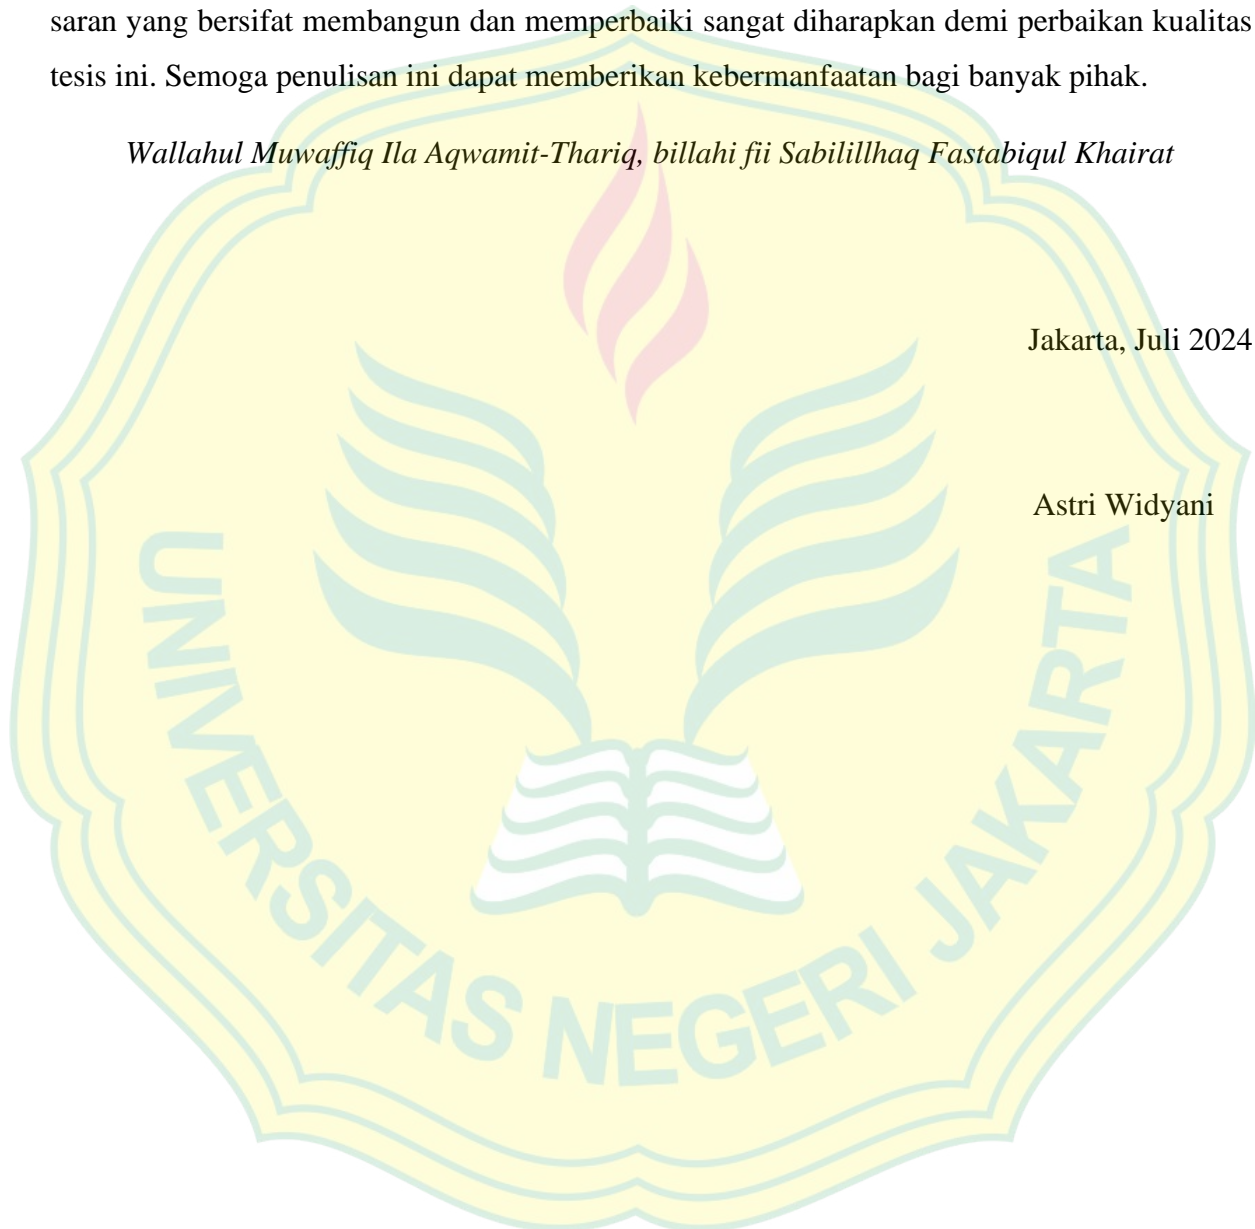 saran yang bersifat membangun dan memperbaiki sangat diharapkan demi perbaikan kualitas
tesis ini. Semoga penulisan ini dapat memberikan kebermanfaatan bagi banyak pihak.
Wallahul Muwaffiq Ila Aqwamit-Thariq, billahi fii Sabilillhaq Fastabiqul Khairat
Jakarta, Juli 2024
Astri Widyani
UNIVERSITAS NEGERI JAKARTA